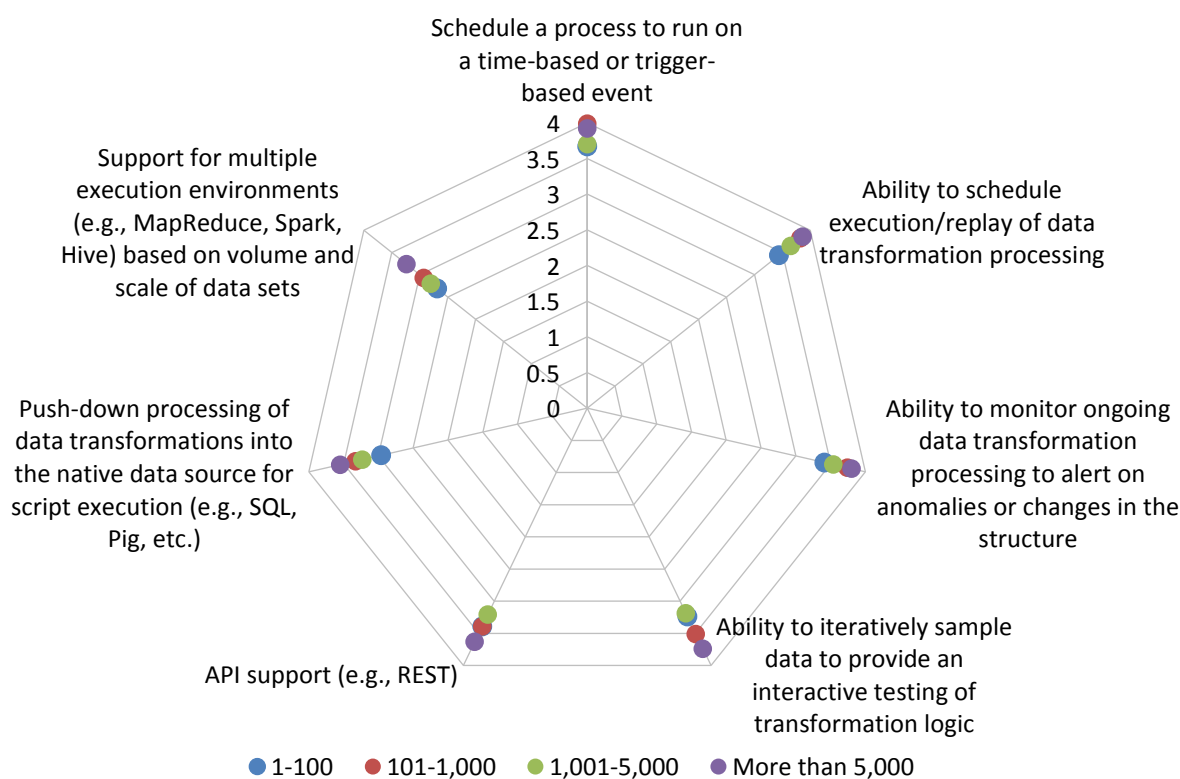 Schedule a process to run on
a time-based or trigger-
based event
4
3.5
3
2.5
2
1.5
1
0.5
0
Ability to schedule
execution/replay of data
transformation processing
Ability to monitor ongoing
data transformation
processing to alert on
anomalies or changes in the
structure
Ability to iteratively sample
data to provide an
interactive testing of
transformation logic
API support (e.g., REST)
Push-down processing of
data transformations into
the native data source for
script execution (e.g., SQL,
Pig, etc.)
Support for multiple
execution environments
(e.g., MapReduce, Spark,
Hive) based on volume and
scale of data sets
1-100 101-1,000 1,001-5,000 More than 5,000